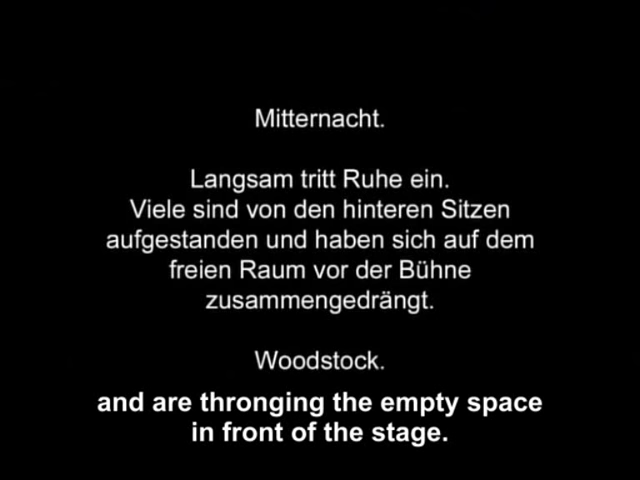 Mitternacht.
Langsam tritt Ruhe ein.
Viele sind von den hinteren Sitzen
aufgestanden und haben sich auf dem
freien Raum vor der Bühne
zusammengedrängt.
Woodstock.
and are thronging the empty space
in front of the stage.